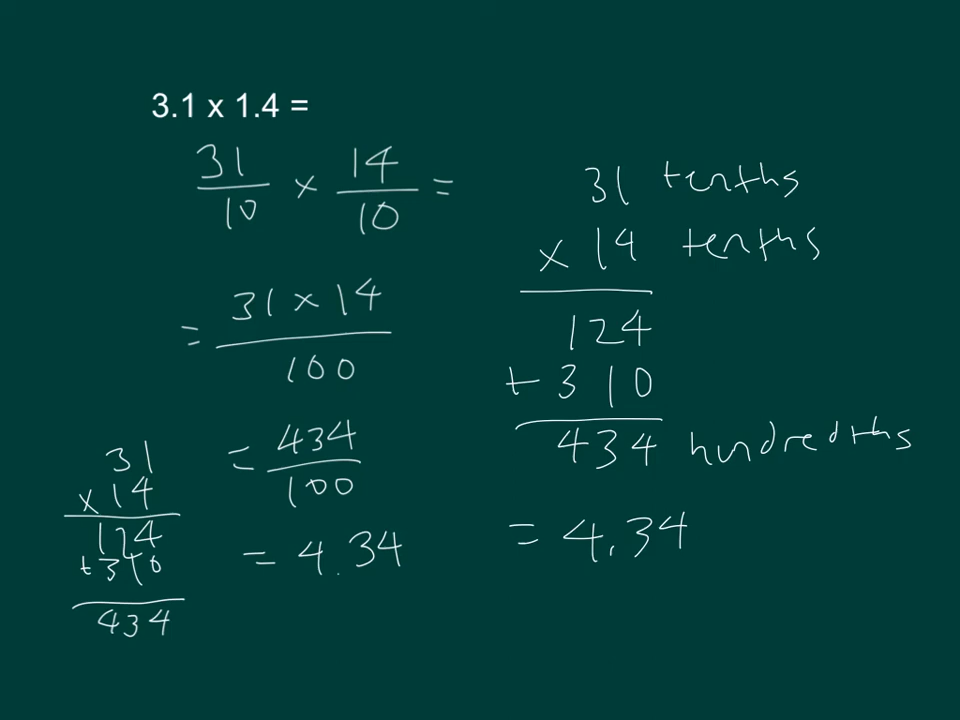 3.1 x 1.4 =
31/10 × 14/10 =
= 31 × 14/100
= 434/100
= 4.34
31
× 14
124
+ 310
434
31 tenths
× 14 tenths
124
+ 310
434 hundredths
= 4.34